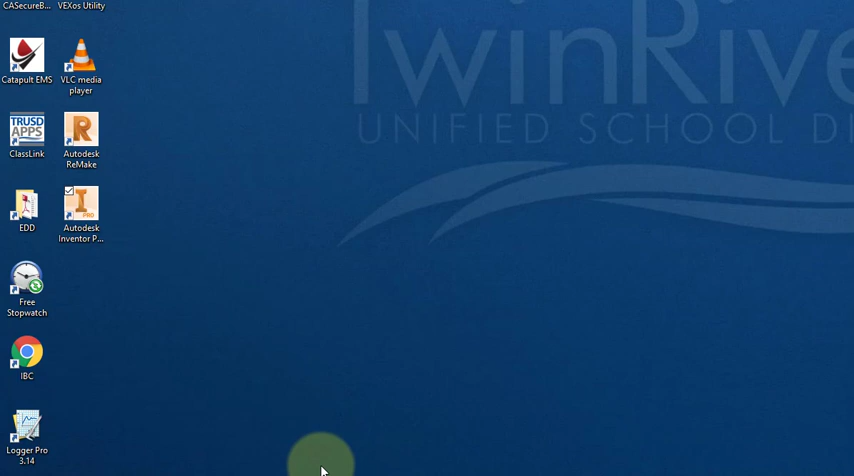 CASecureB...
VEXos Utility
Catapult EMS
VLC media
player
TRUSD
APPS
ClassLink
R
Autodesk
ReMake
EDD
I
PRO
Autodesk
Inventor P...
Free
Stopwatch
IBC
Logger Pro
3.14
TwinRive
UNIFIED SCHOOL DI